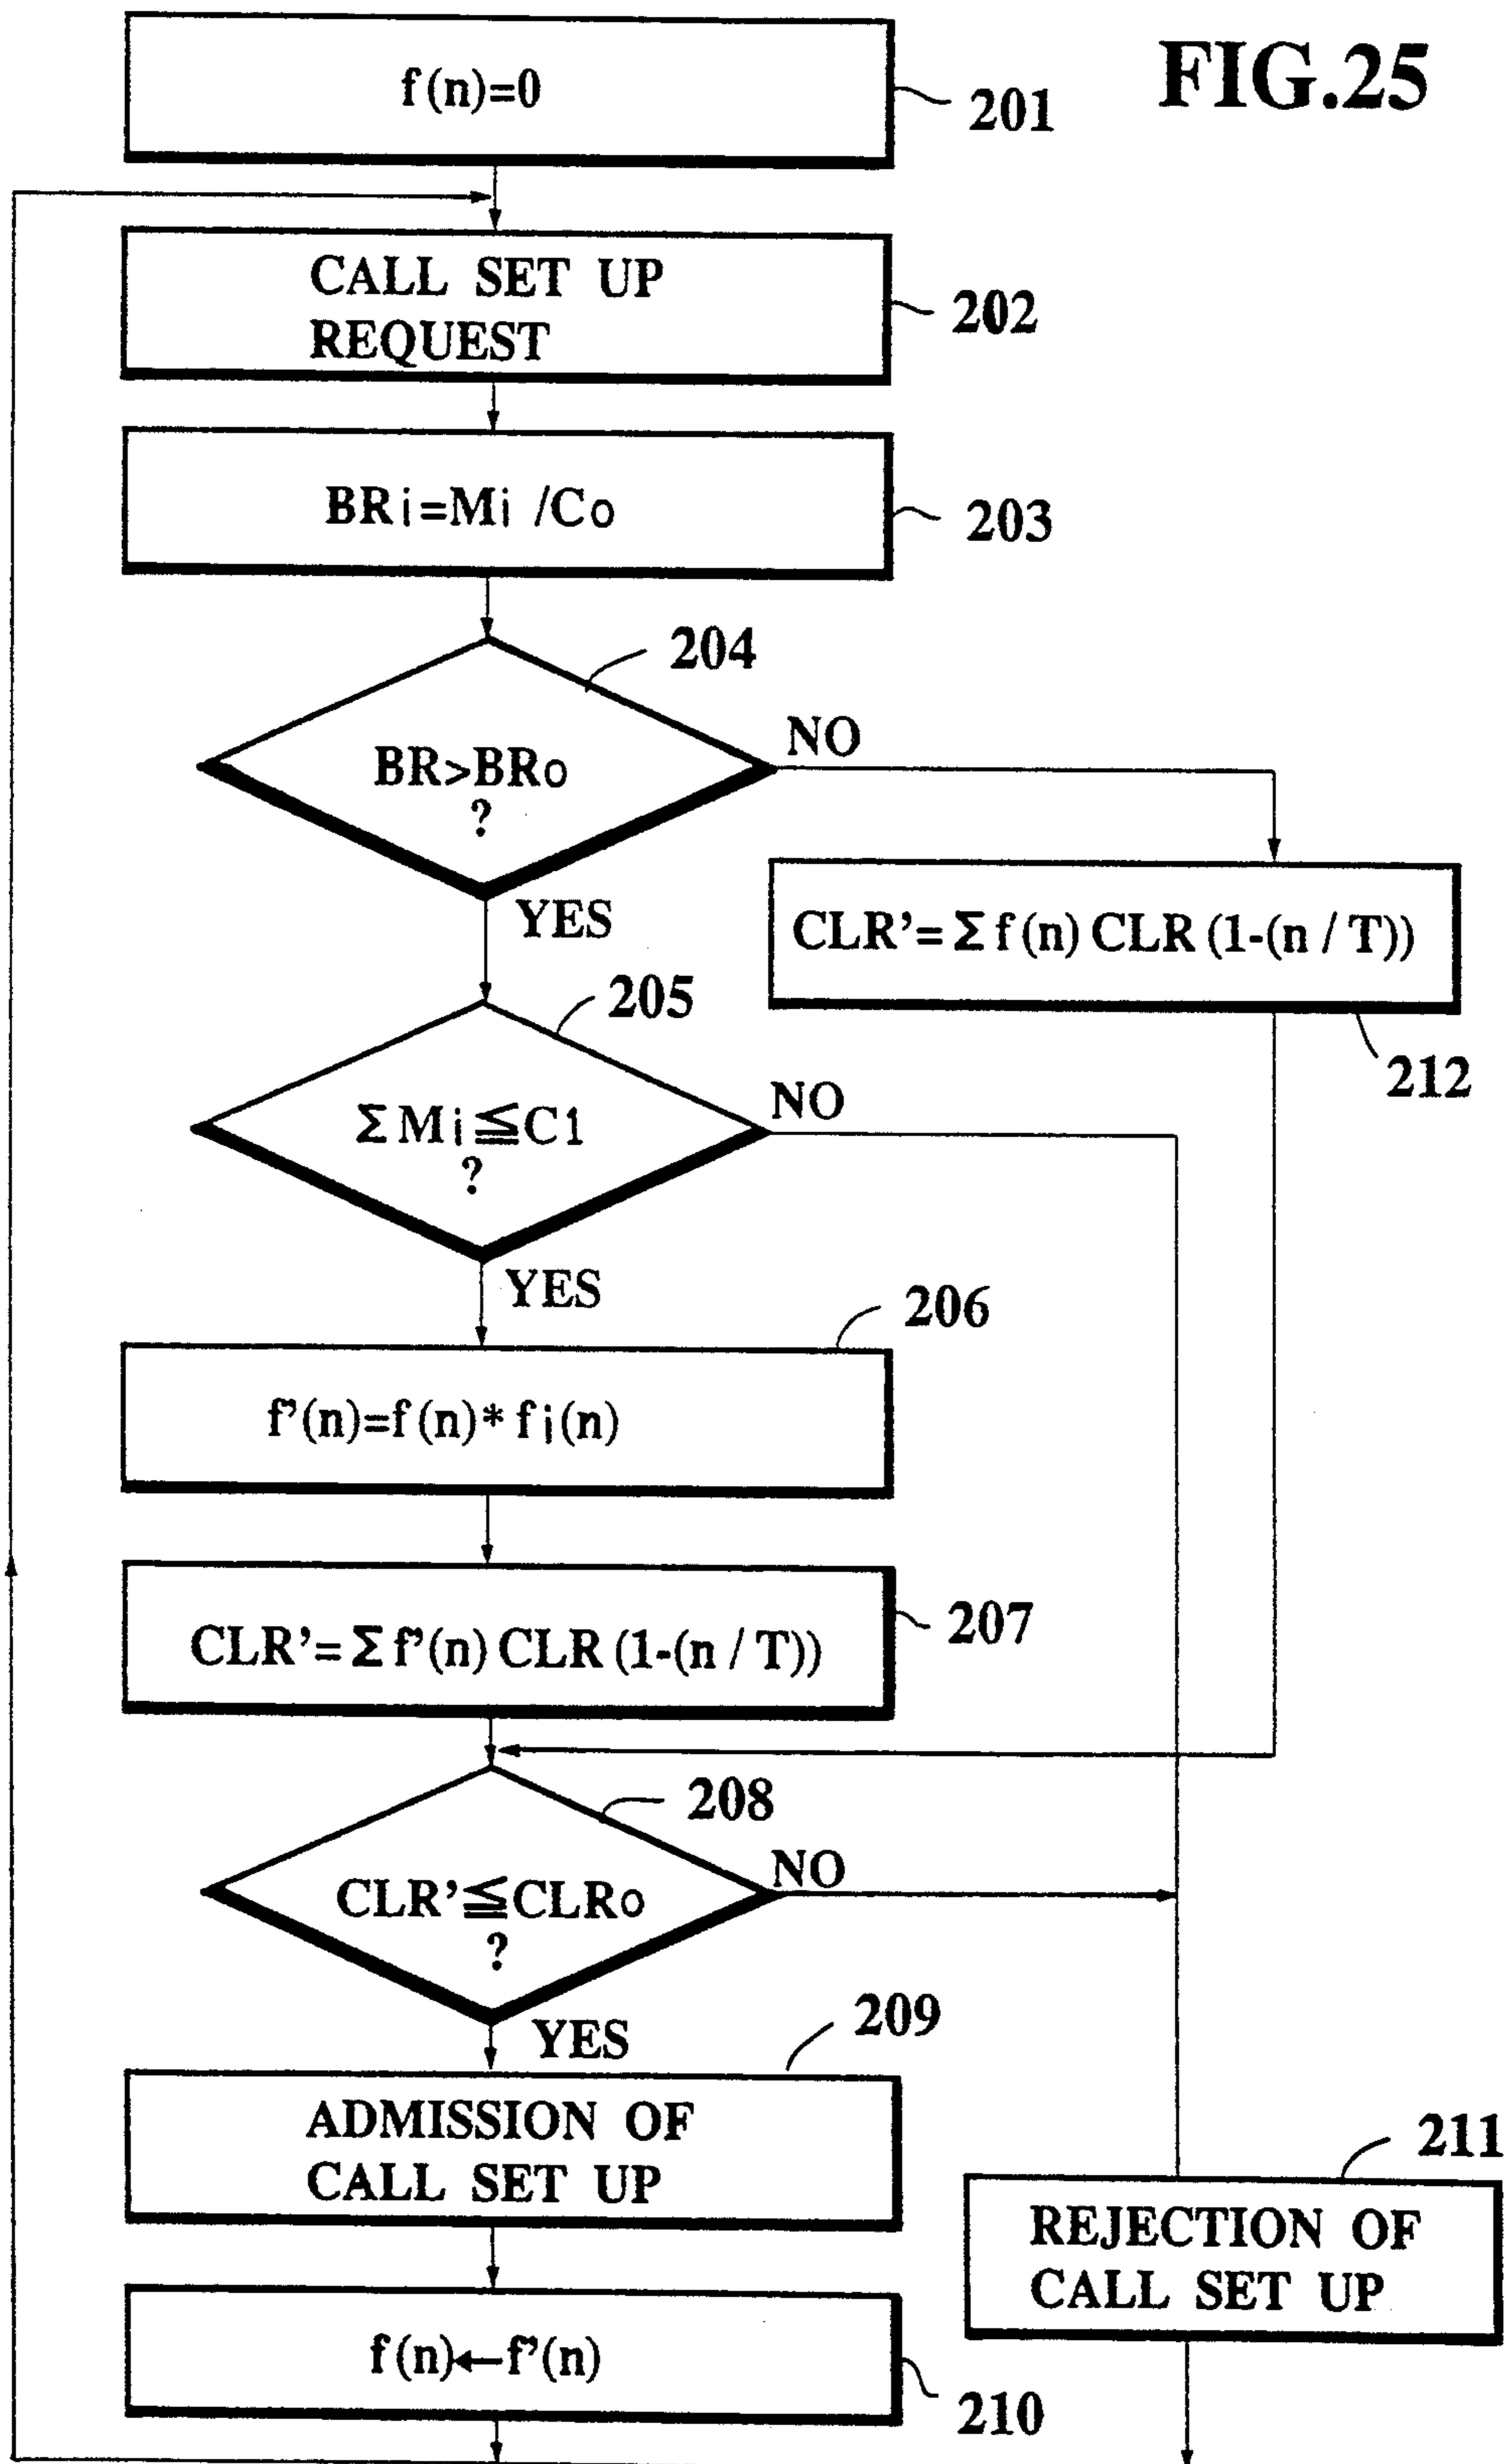 FIG.25
f(n)=0
201
CALL SET UP
REQUEST
202
BRi=Mi /Co
203
204
BR>BRo
?
NO
YES
CLR'=Σ f(n) CLR (1-(n / T))
212
205
ΣMi≦C1
?
NO
YES
206
f'(n)=f(n)* fi(n)
CLR'=Σ f'(n) CLR (1-(n / T))
207
208
CLR'≦CLRo
?
NO
YES
209
ADMISSION OF
CALL SET UP
211
REJECTION OF
CALL SET UP
f(n)←f'(n)
210